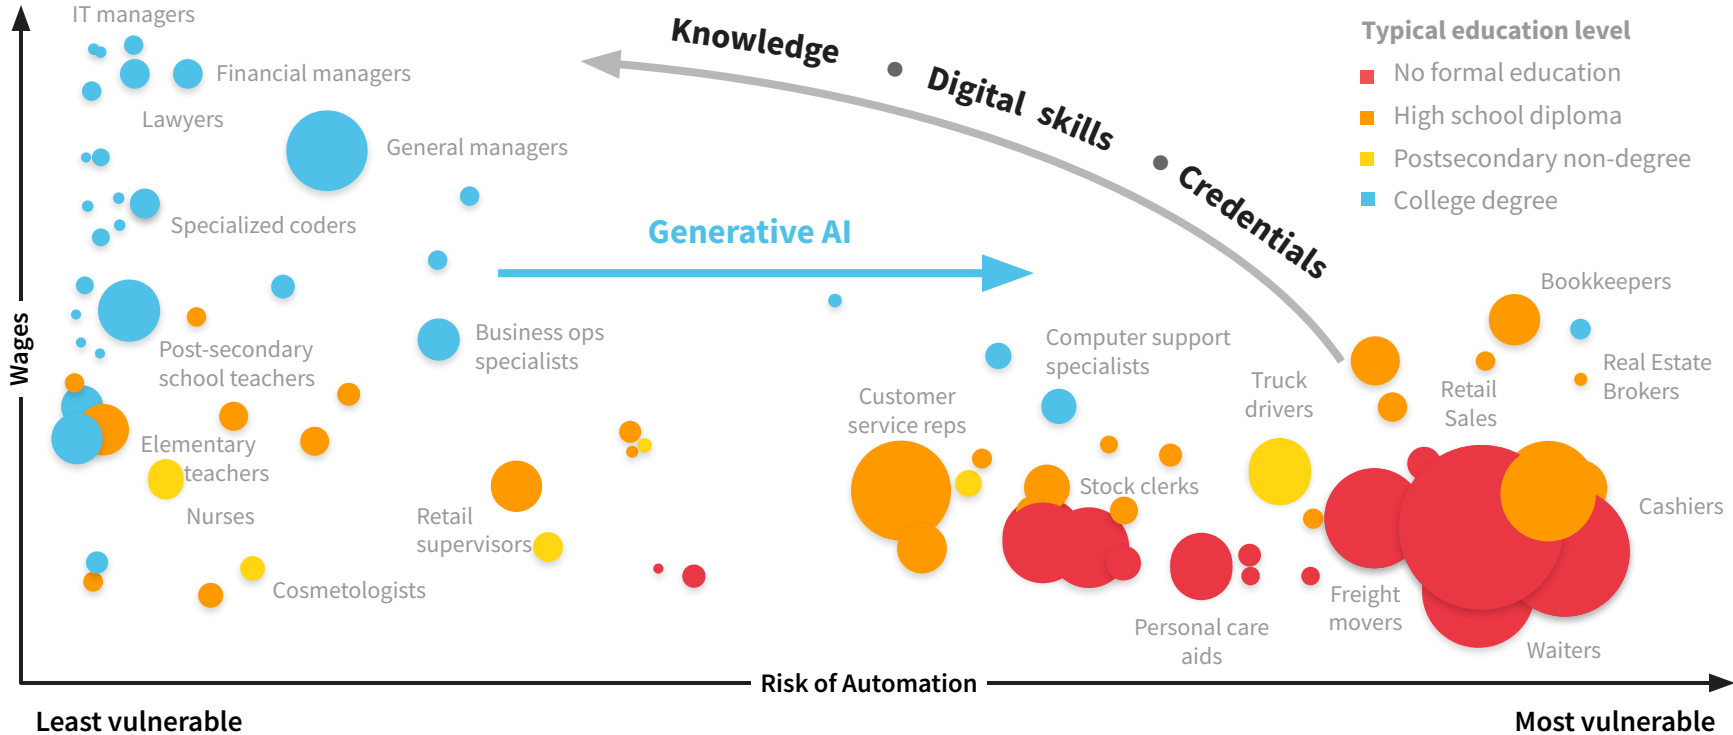 IT managers
Financial managers
Lawyers
General managers
Specialized coders
Post-secondary
school teachers
Business ops
specialists
Elementary
teachers
Nurses
Retail
supervisors
Cosmetologists
Knowledge • Digital skills • Credentials
Generative AI
Typical education level
No formal education
High school diploma
Postsecondary non-degree
College degree
Bookkeepers
Real Estate
Brokers
Computer support
specialists
Customer
service reps
Truck
drivers
Retail
Sales
Stock clerks
Cashiers
Freight
movers
Personal care
aids
Waiters
Wages
Risk of Automation
Least vulnerable
Most vulnerable